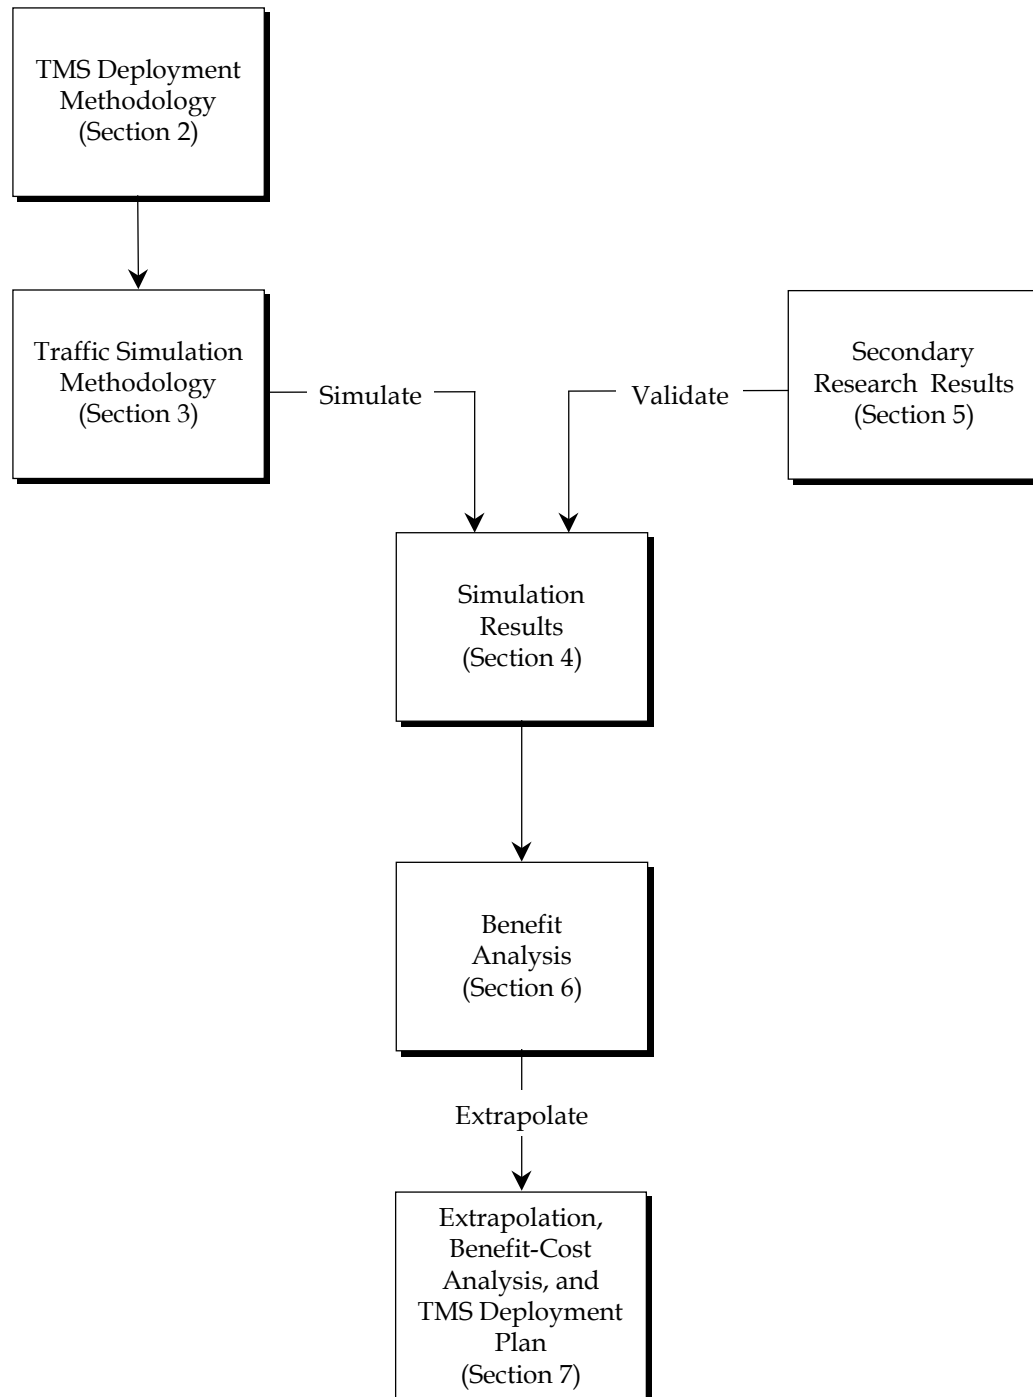 TMS Deployment
Methodology
(Section 2)
Traffic Simulation
Methodology
(Section 3)
Simulate
Validate
Secondary
Research Results
(Section 5)
Simulation
Results
(Section 4)
Benefit
Analysis
(Section 6)
Extrapolate
Extrapolation,
Benefit-Cost
Analysis, and
TMS Deployment
Plan
(Section 7)